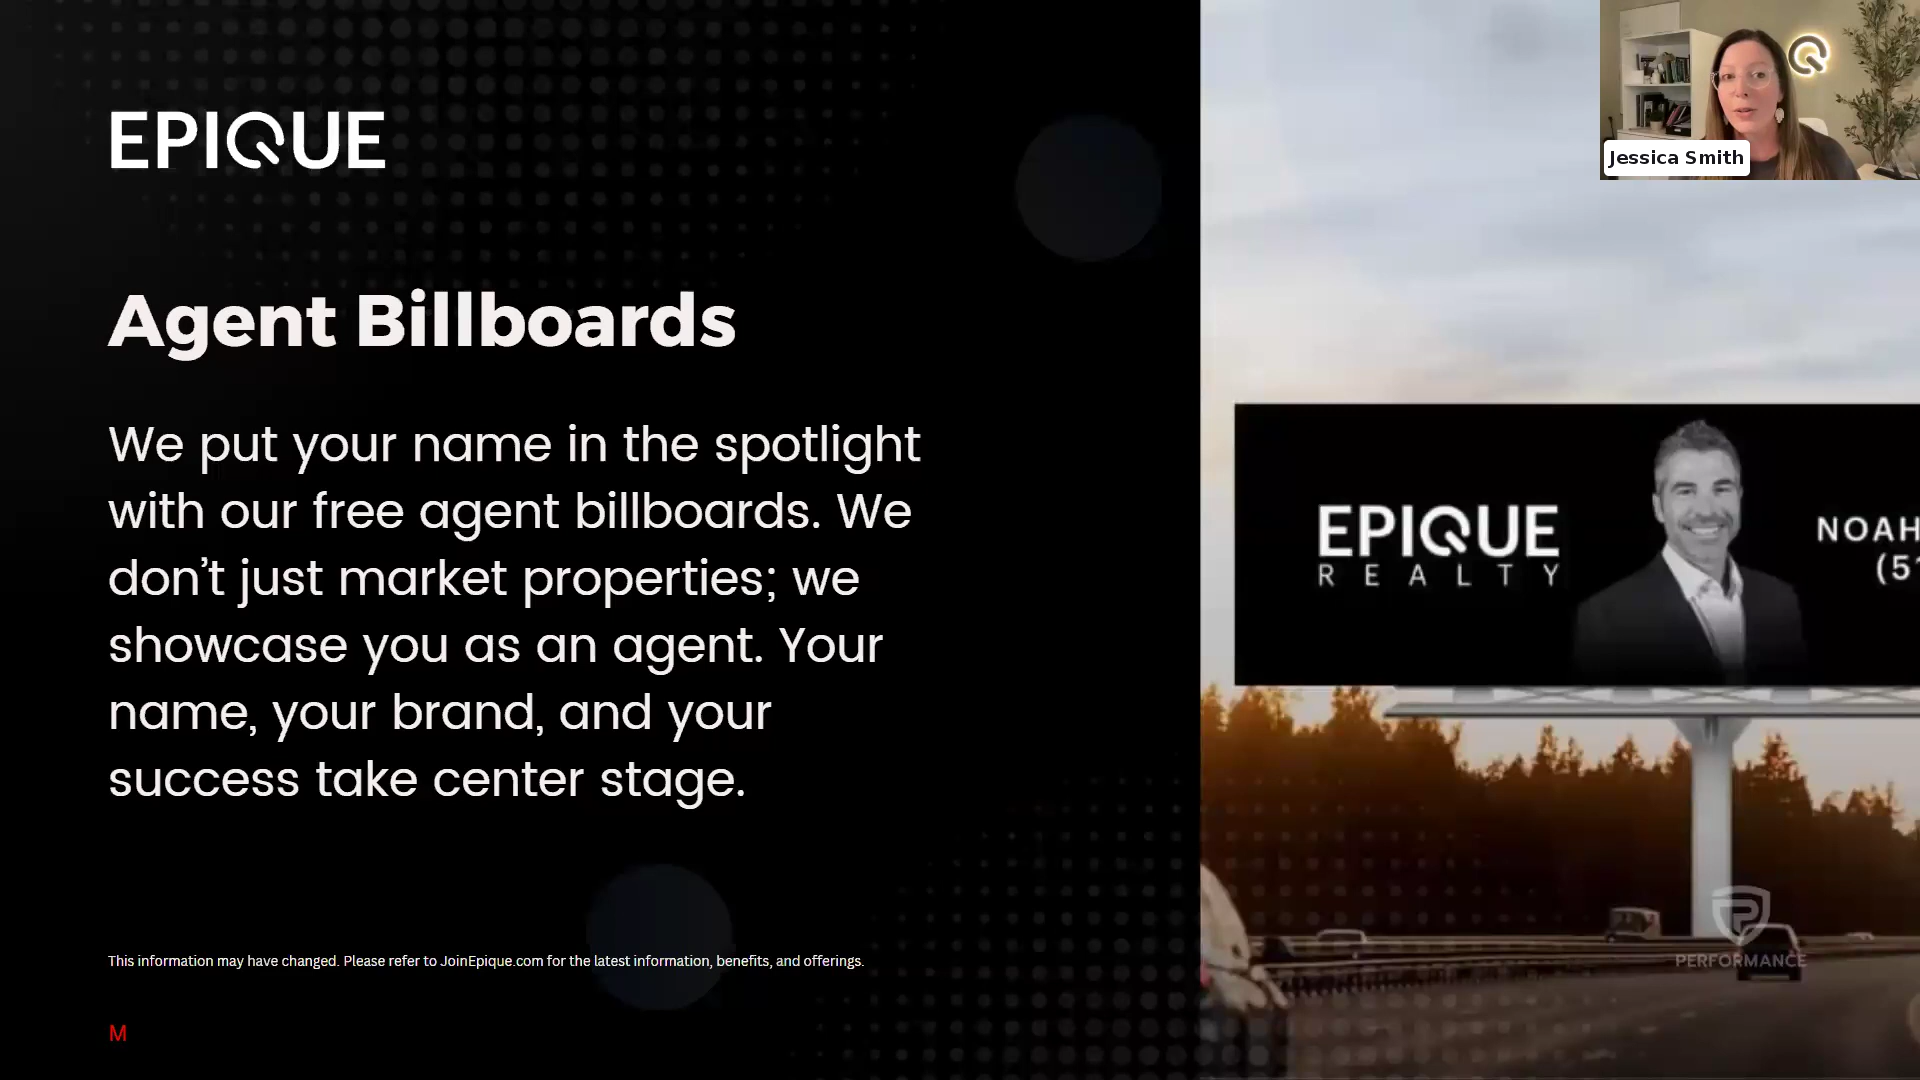 EPIQUE
Agent Billboards
We put your name in the spotlight
with our free agent billboards. We
don’t just market properties; we
showcase you as an agent. Your
name, your brand, and your
success take center stage.
This information may have changed. Please refer to JoinEpique.com for the latest information, benefits, and offerings.
M
Jessica Smith
EPIQUE
REALTY
NOAH
(51
PERFORMANCE